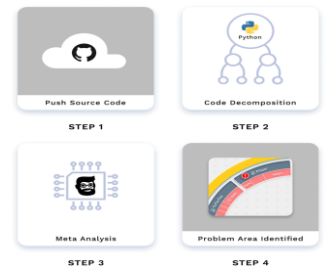 Push Source Code
STEP 1
Python
Code Decomposition
STEP 2
Meta Analysis
STEP 3
Problem Area Identified
STEP 4